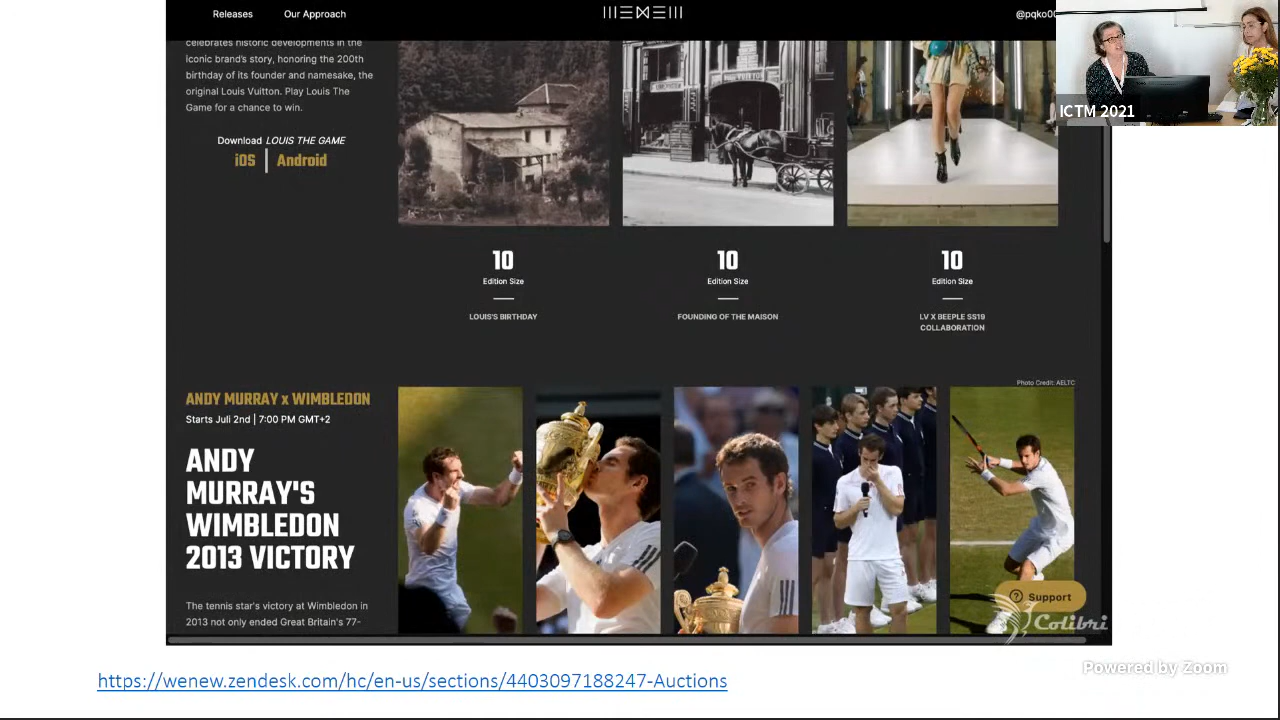 Releases
Our Approach
@pqko00
ICTM 2021
celebrates historic developments in the
iconic brand's story, honoring the 200th
birthday of its founder and namesake, the
original Louis Vuitton. Play Louis The
Game for a chance to win.
Download LOUIS THE GAME
iOS | Android
10
Edition Size
LOUIS'S BIRTHDAY
10
Edition Size
FOUNDING OF THE MAISON
10
Edition Size
LV X BEEPLE SS19
COLLABORATION
Photo Credit: AELTC
ANDY MURRAY x WIMBLEDON
Starts Juli 2nd | 7:00 PM GMT+2
ANDY
MURRAY'S
WIMBLEDON
2013 VICTORY
The tennis star's victory at Wimbledon in
2013 not only ended Great Britain's 77-
Support
Colibri
Powered by Zoom
https://wenew.zendesk.com/hc/en-us/sections/4403097188247-Auctions